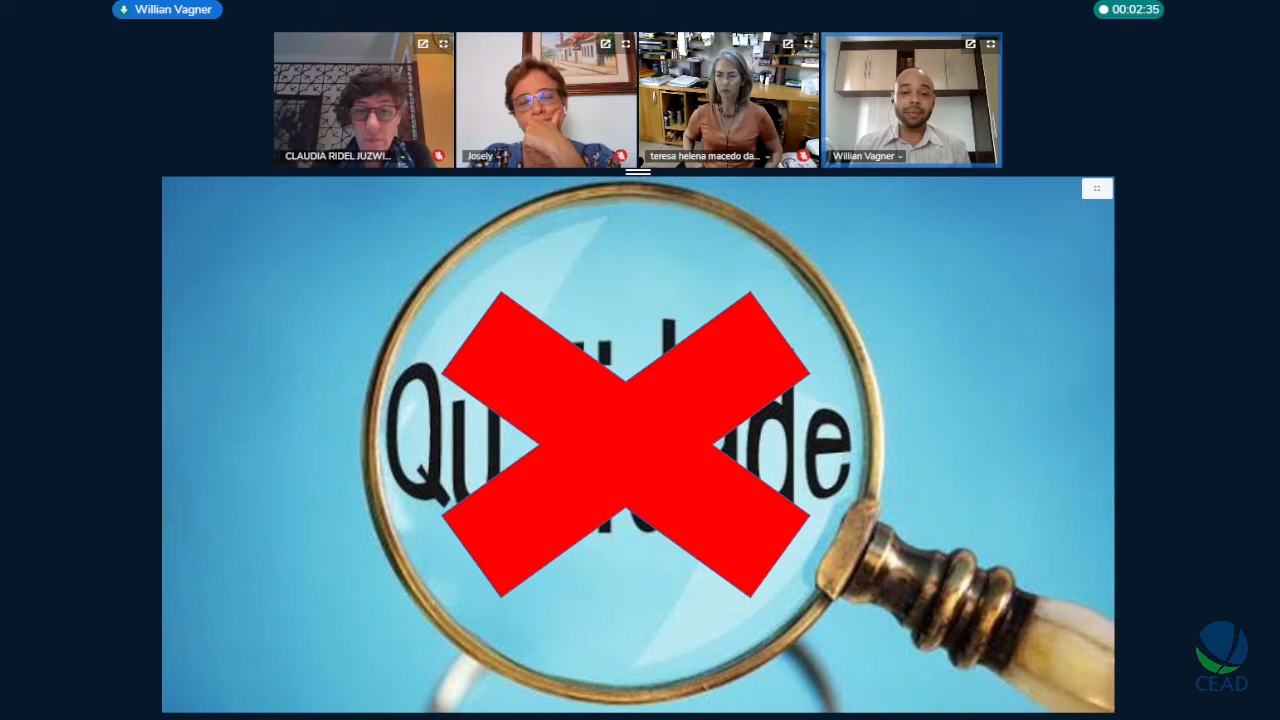 Willian Vagner
00:02:35
CLAUDIA RIDEL JUZWI...
Josely
teresa helena macedo da...
Willian Vagner
CEAD